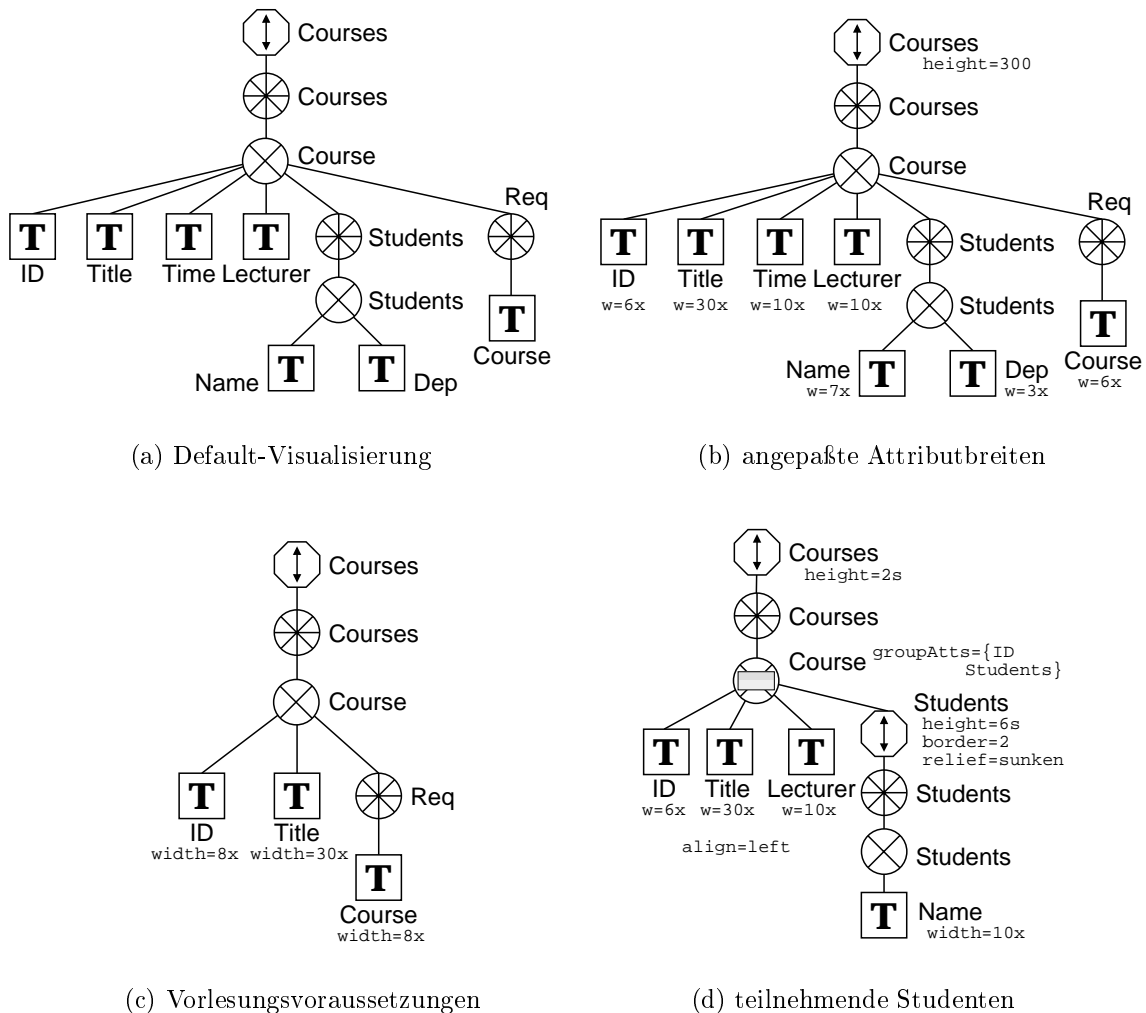 Courses
Courses
Course
Req
T T T T Students
ID Title Time Lecturer
Students
T
Course
Name T T Dep
(a) Default-Visualisierung
Courses
height=300
Courses
Course
Req
T T T T Students
ID Title Time Lecturer
w=6x w=30x w=10x w=10x
Students
T
Course
w=6x
Name T T Dep
w=7x w=3x
(b) angepaßte Attributbreiten
Courses
Courses
Course
T T Req
ID Title
width=8x width=30x
T
Course
width=8x
(c) Vorlesungsvoraussetzungen
Courses
height=2s
Courses
Course groupAtts={ID
Students}
Students
height=6s
border=2
relief=sunken
T T T
ID Title Lecturer
w=6x w=30x w=10x
Students
align=left
Students
T Name
width=10x
(d) teilnehmende Studenten